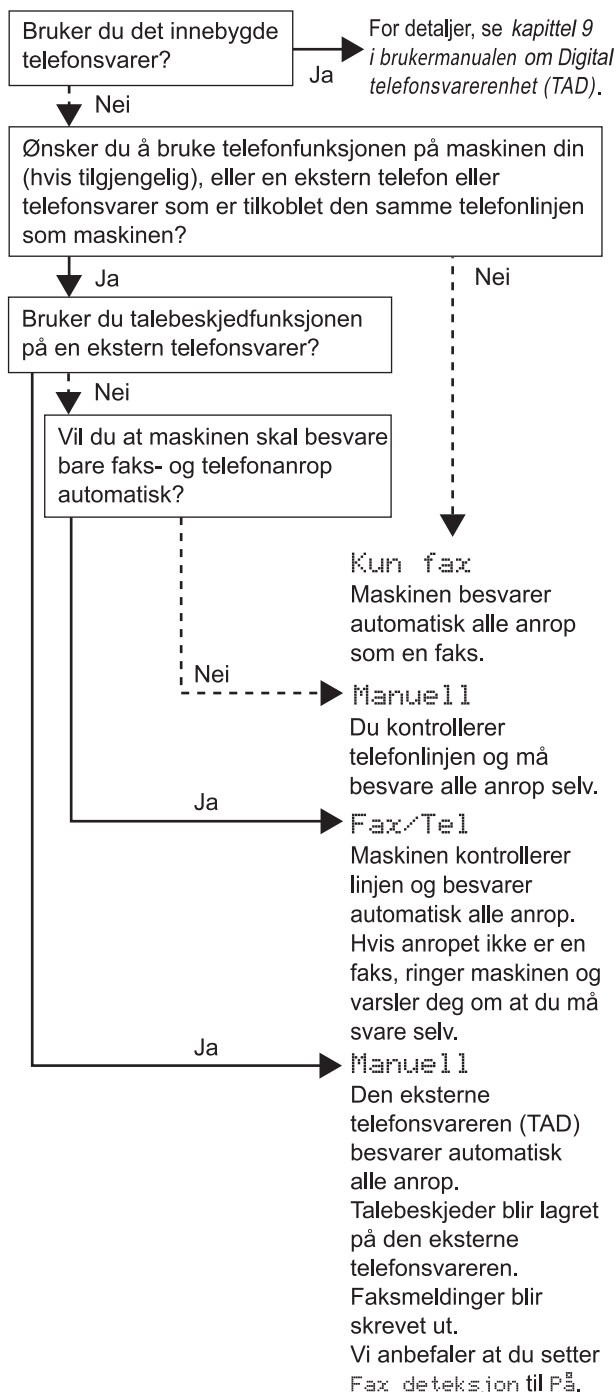 Bruker du det innebygde
telefonsvarer?
Ja
For detaljer, se kapittel 9
i brukermanualen om Digital
telefonsvarerenhet (TAD).
Nei
Ønsker du å bruke telefonfunksjonen på maskinen din
(hvis tilgjengelig), eller en ekstern telefon eller
telefonsvarer som er tilkoblet den samme telefonlinjen
som maskinen?
Ja
Nei
Bruker du talebeskjedfunksjonen
på en ekstern telefonsvarer?
Nei
Vil du at maskinen skal besvare
bare faks- og telefonanrop
automatisk?
Kun fax
Maskinen besvarer
automatisk alle anrop
som en faks.
Nei
Manuell
Du kontrollerer
telefonlinjen og må
besvare alle anrop selv.
Ja
Fax/Tel
Maskinen kontrollerer
linjen og besvarer
automatisk alle anrop.
Hvis anropet ikke er en
faks, ringer maskinen og
varsler deg om at du må
svare selv.
Ja
Manuell
Den eksterne
telefonsvareren (TAD)
besvarer automatisk
alle anrop.
Talebeskjeder blir lagret
på den eksterne
telefonsvareren.
Faksmeldinger blir
skrevet ut.
Vi anbefaler at du setter
Fax deteksjon til På.